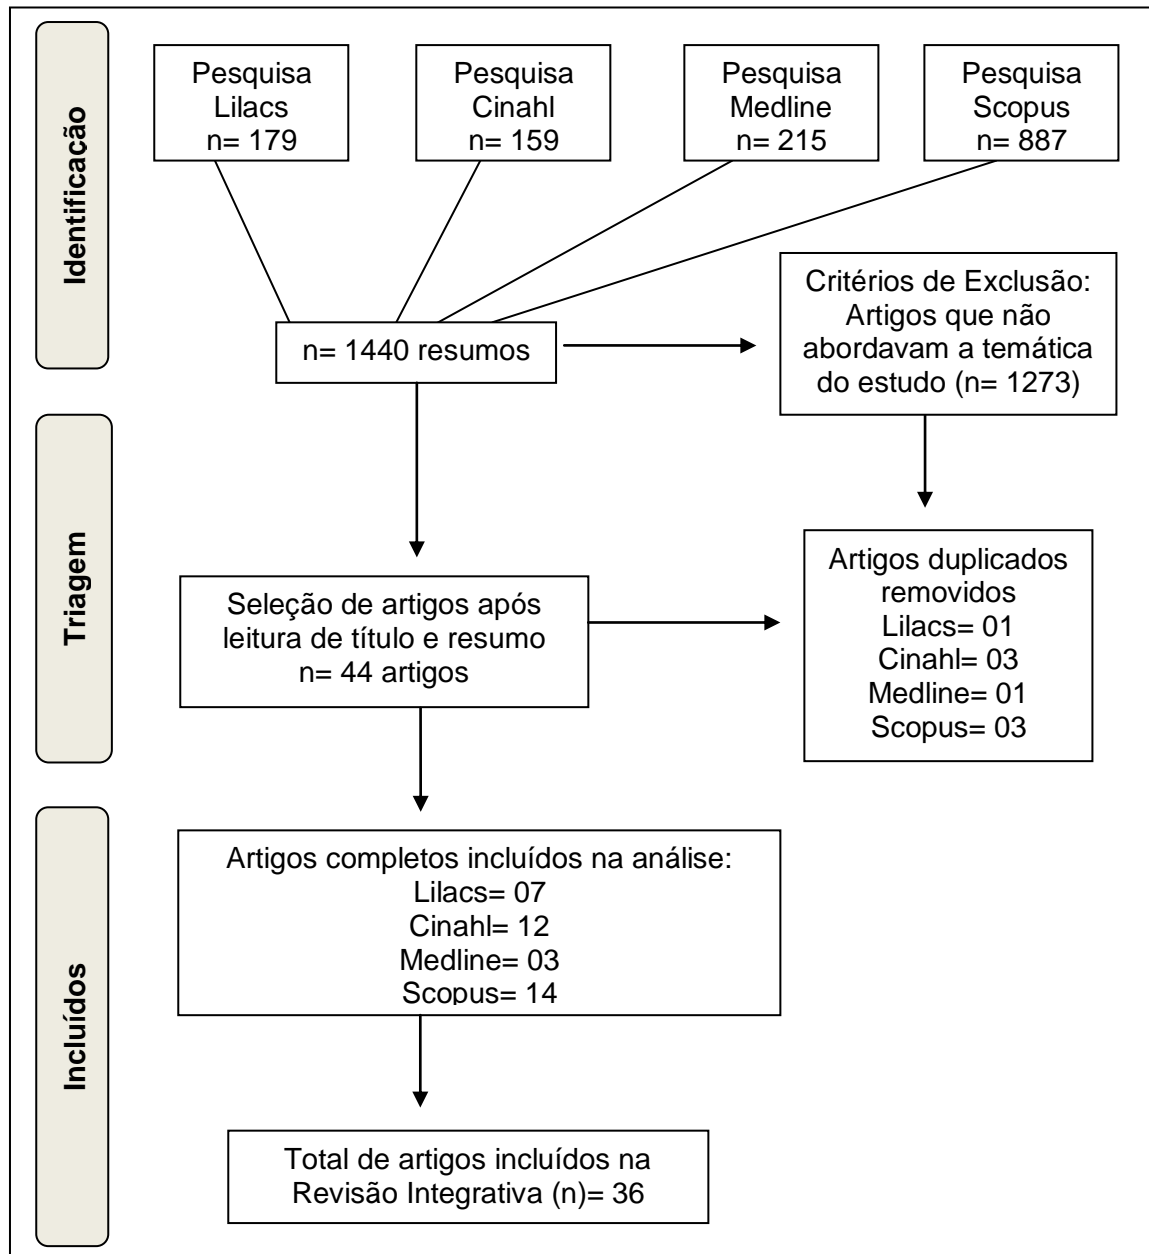 Identificação
Pesquisa
Lilacs
n= 179
Pesquisa
Cinahl
n= 159
Pesquisa
Medline
n= 215
Pesquisa
Scopus
n= 887
n= 1440 resumos
Critérios de Exclusão:
Artigos que não
abordavam a temática
do estudo (n= 1273)
Triagem
Seleção de artigos após
leitura de título e resumo
n= 44 artigos
Artigos duplicados
removidos
Lilacs= 01
Cinahl= 03
Medline= 01
Scopus= 03
Incluídos
Artigos completos incluídos na análise:
Lilacs= 07
Cinahl= 12
Medline= 03
Scopus= 14
Total de artigos incluídos na
Revisão Integrativa (n)= 36